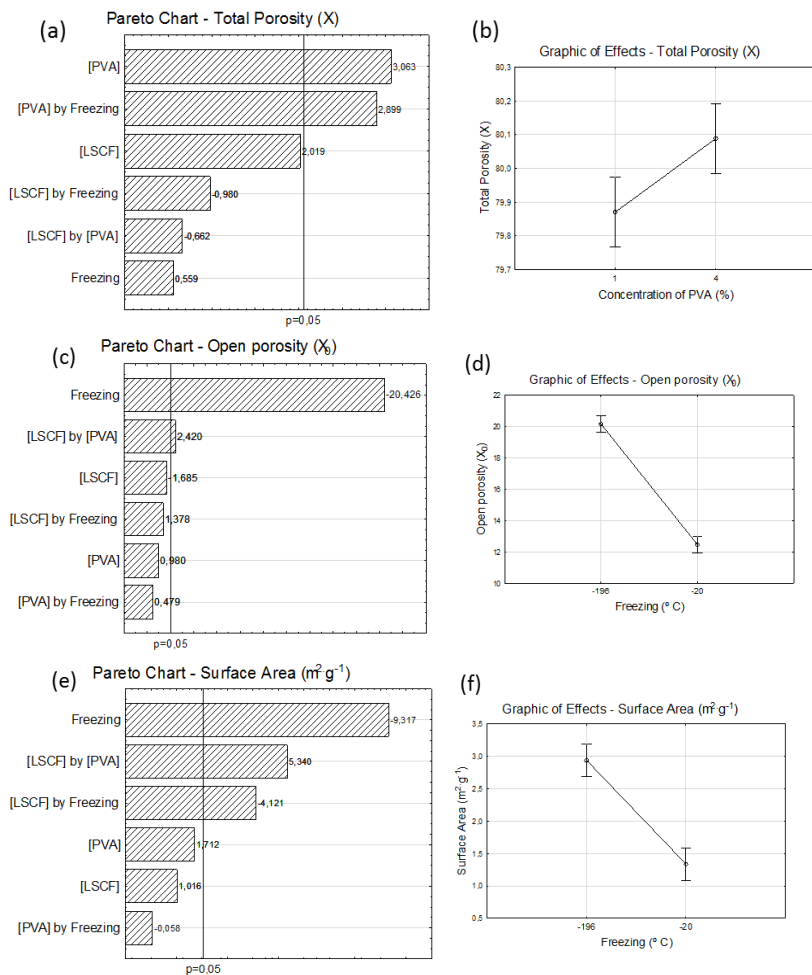 (a)
Pareto Chart - Total Porosity (X)
[PVA]
3,063
[PVA] by Freezing
2,899
[LSCF]
2,019
[LSCF] by Freezing
-0,980
[LSCF] by [PVA]
-0,662
Freezing
0,559
p=0,05
(b)
Graphic of Effects - Total Porosity (X)
Total Porosity (X)
80,3
80,2
80,1
80,0
79,9
79,8
79,7
1
4
Concentration of PVA (%)
(c)
Pareto Chart - Open porosity (X₀)
Freezing
-20,426
[LSCF] by [PVA]
2,420
[LSCF]
-1,685
[LSCF] by Freezing
1,378
[PVA]
0,980
[PVA] by Freezing
0,479
p=0,05
(d)
Graphic of Effects - Open porosity (X₀)
Open porosity (X₀)
22
20
18
16
14
12
10
-196
-20
Freezing (º C)
(e)
Pareto Chart - Surface Area (m²·g⁻¹)
Freezing
-9,317
[LSCF] by [PVA]
5,340
[LSCF] by Freezing
-4,121
[PVA]
1,712
[LSCF]
1,016
[PVA] by Freezing
-0,058
p=0,05
(f)
Graphic of Effects - Surface Area (m²·g⁻¹)
Surface Area (m²·g⁻¹)
3,5
3,0
2,5
2,0
1,5
1,0
0,5
-196
-20
Freezing (º C)